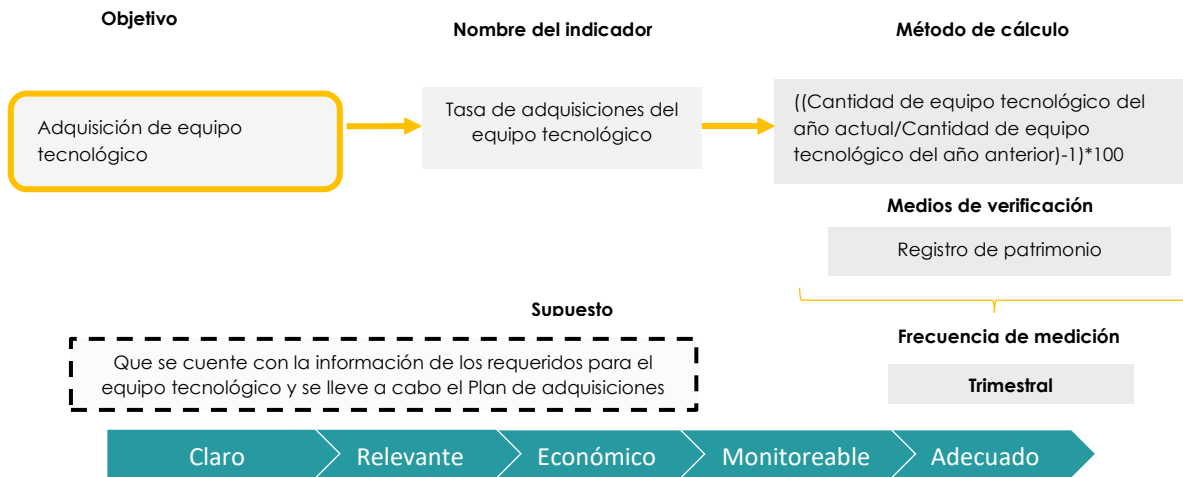 Objetivo
Nombre del indicador
Método de cálculo
Adquisición de equipo
tecnológico
Tasa de adquisiciones del
equipo tecnológico
((Cantidad de equipo tecnológico del
año actual/Cantidad de equipo
tecnológico del año anterior)-1)*100
Medios de verificación
Registro de patrimonio
Supuesto
Que se cuente con la información de los requeridos para el
equipo tecnológico y se lleve a cabo el Plan de adquisiciones
Frecuencia de medición
Trimestral
Claro
Relevante
Económico
Monitoreable
Adecuado